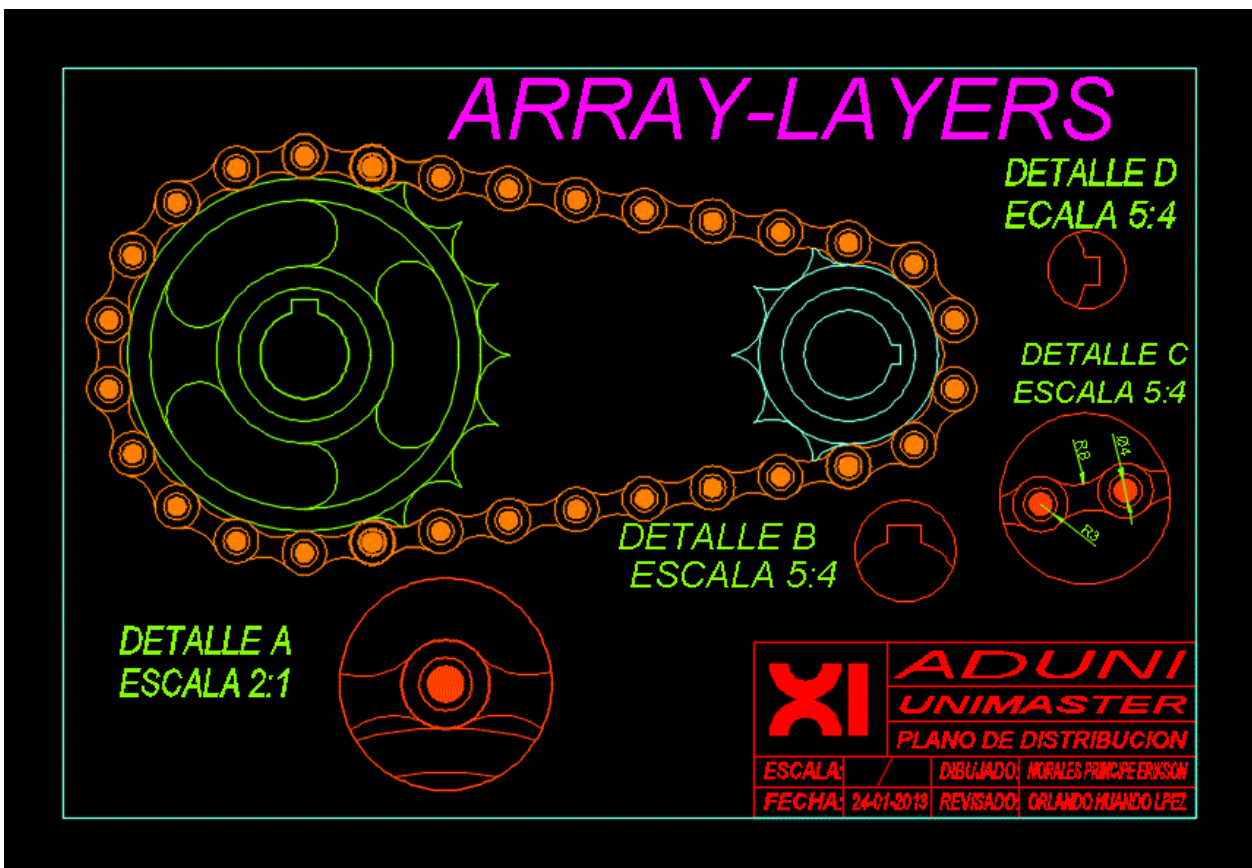 ARRAY-LAYERS
DETALLE D
ECALA 5:4
DETALLE C
ESCALA 5:4
R8
Ø4
R3
DETALLE B
ESCALA 5:4
DETALLE A
ESCALA 2:1
XI
ADUNI
UNIMASTER
PLANO DE DISTRIBUCION
ESCALA: / DIBUJADO: MORALES PRINCIPE ERIKSON
FECHA: 24-01-2013 REVISADO: ORLANDO HUANDO LPEZ